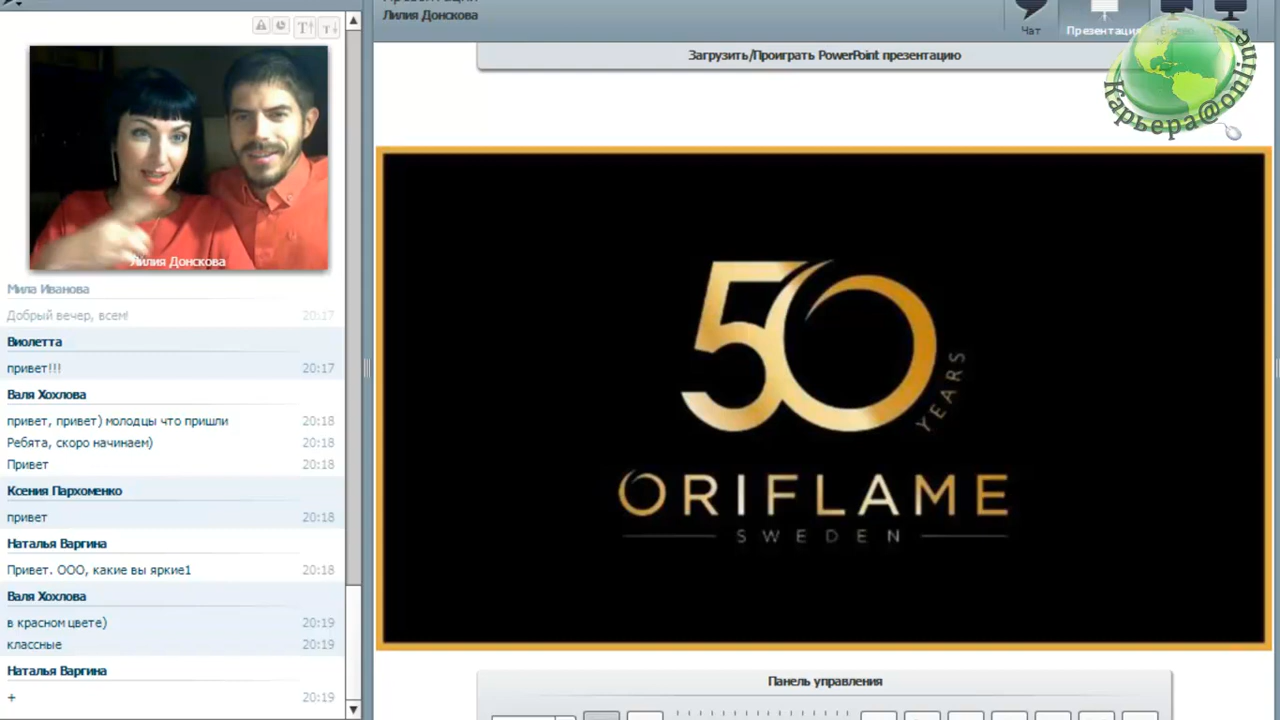 Лилия Донскова
Мила Иванова
Добрый вечер, всем! 20:17
Виолетта
привет!!! 20:17
Валя Хохлова
привет, привет) молодцы что пришли 20:18
Ребята, скоро начинаем) 20:18
Привет 20:18
Ксения Пархоменко
привет 20:18
Наталья Варгина
Привет. ООО, какие вы яркие1 20:18
Валя Хохлова
в красном цвете) 20:19
классные 20:19
Наталья Варгина
+ 20:19
Презентация
Лилия Донскова
Чат
Презентация
Видео
Загрузить/Проиграть PowerPoint презентацию
Карьера@online
50
YEARS
ORIFLAME
SWEDEN
Панель управления